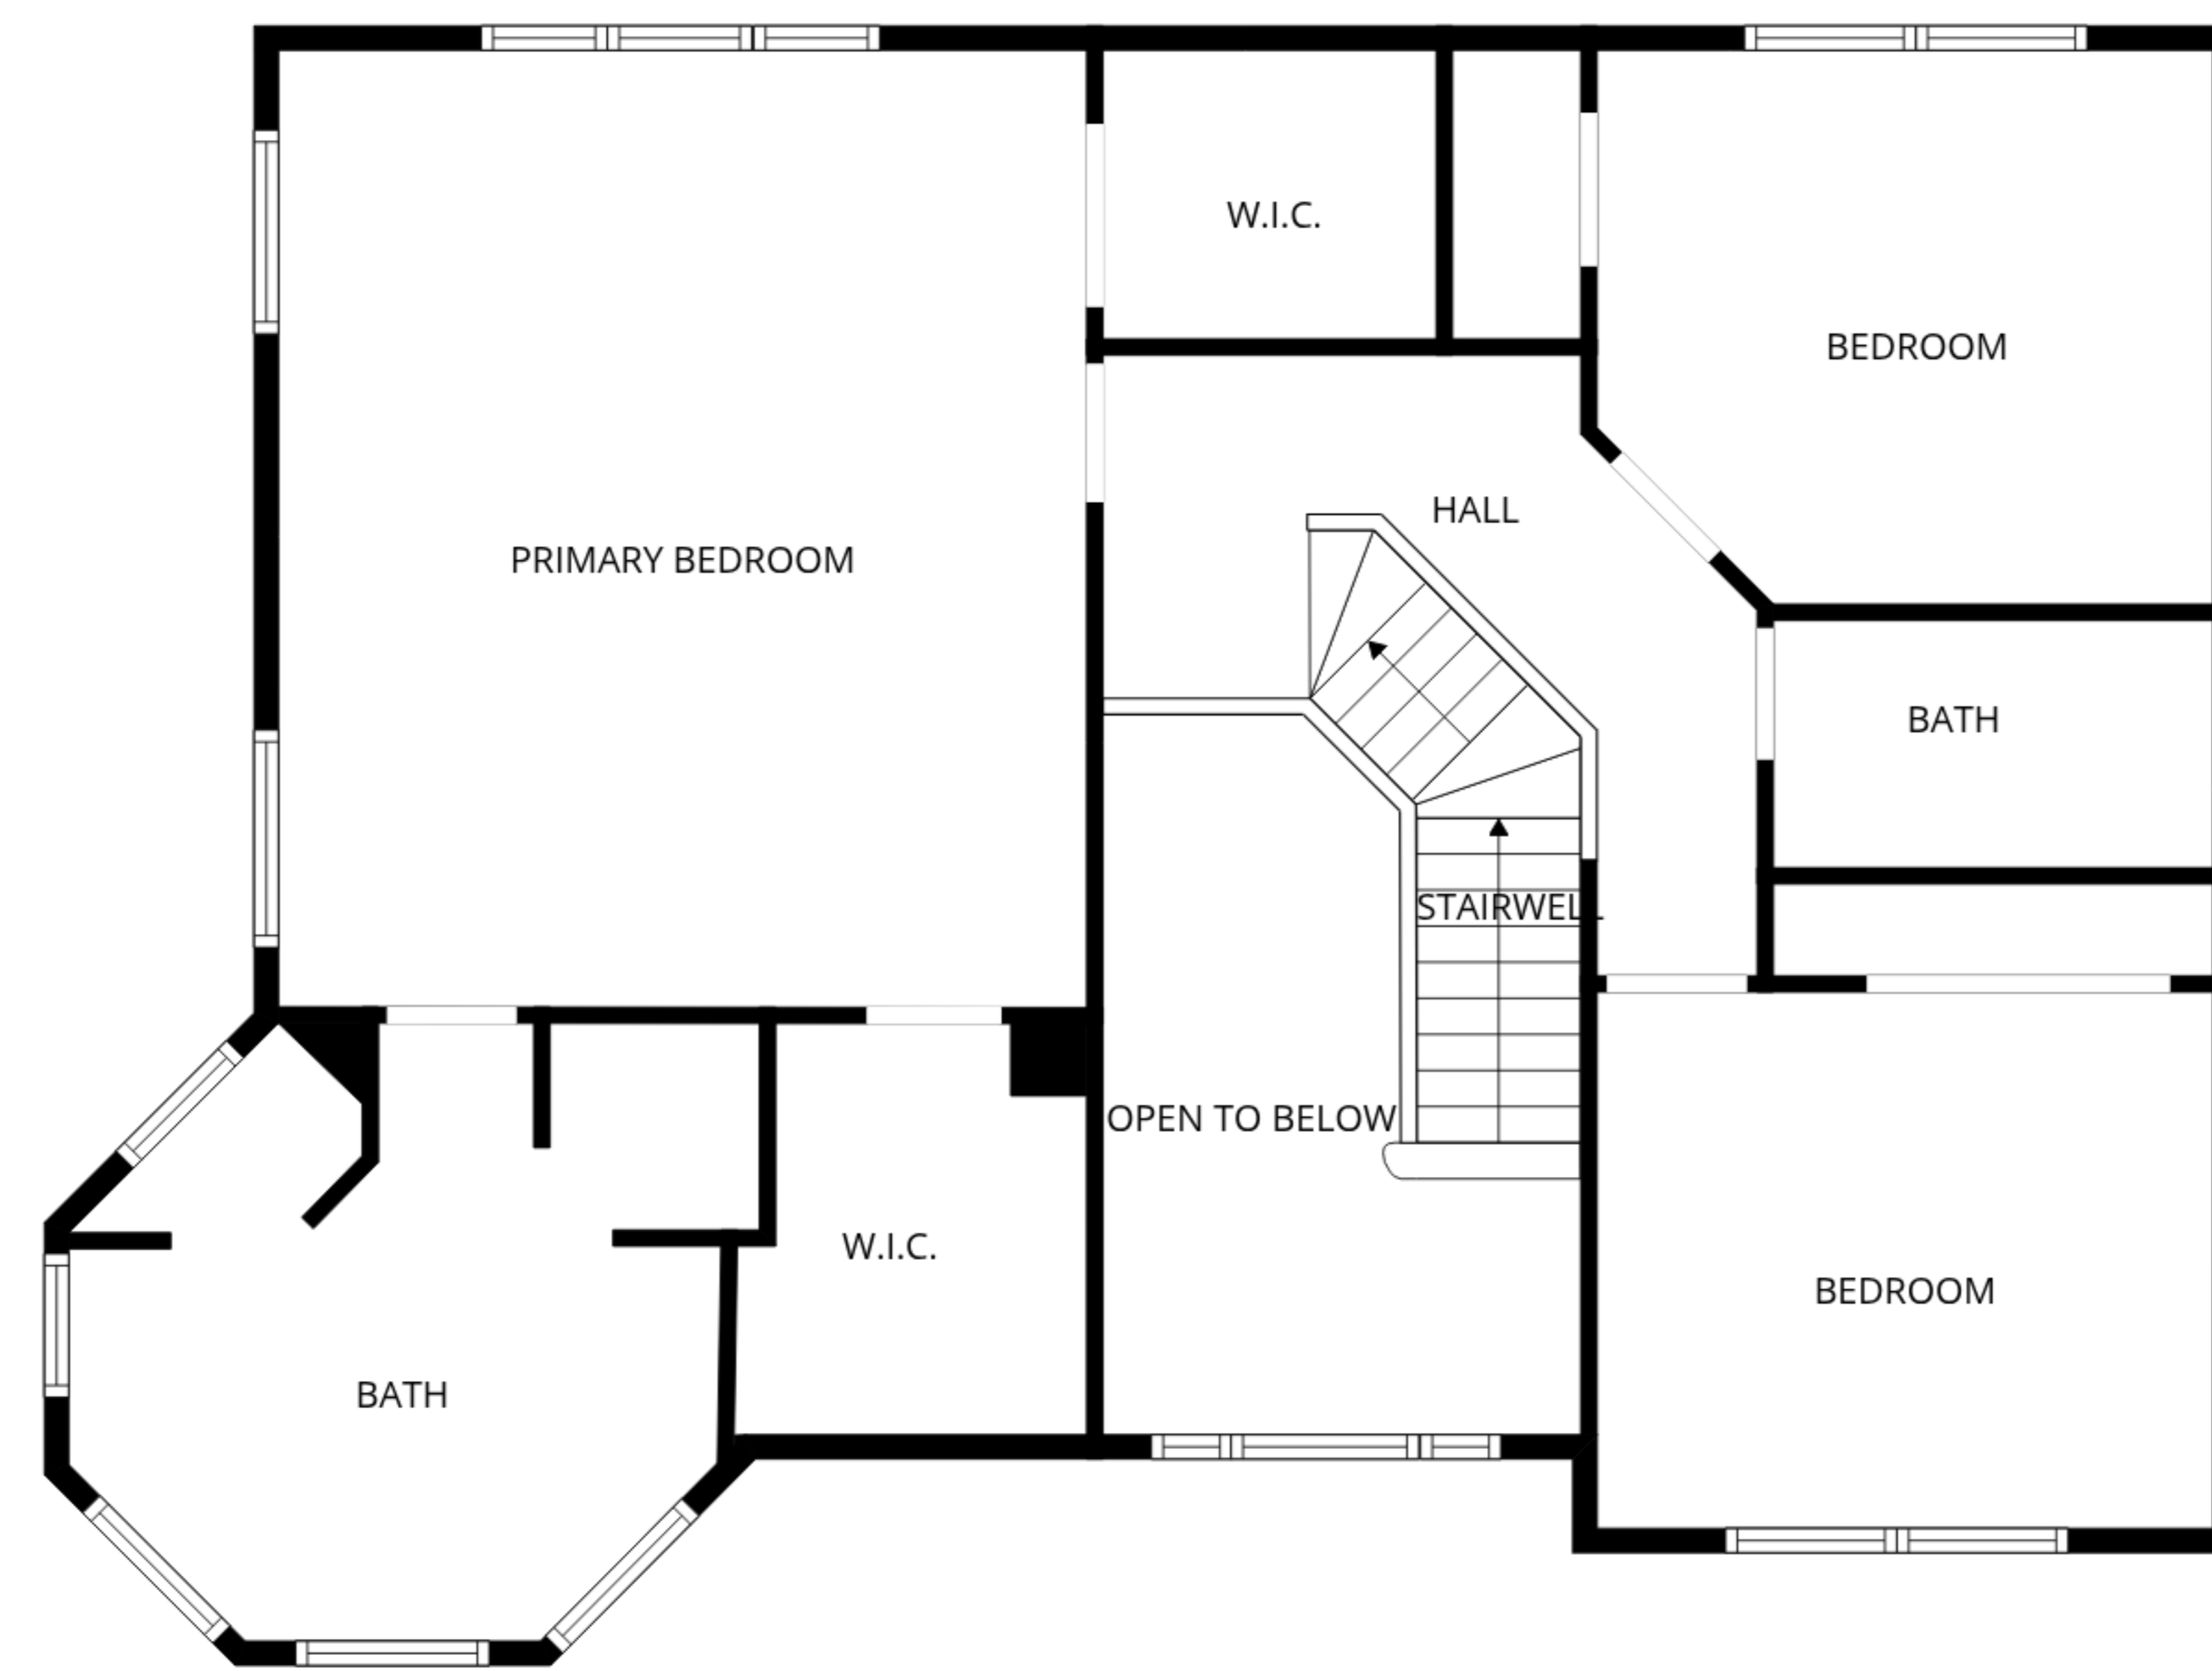 W.I.C.
BEDROOM
HALL
PRIMARY BEDROOM
BATH
STAIRWELL
OPEN TO BELOW
W.I.C.
BEDROOM
BATH